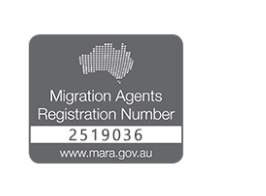 Migration Agents
Registration Number
2519036
www.mara.gov.au